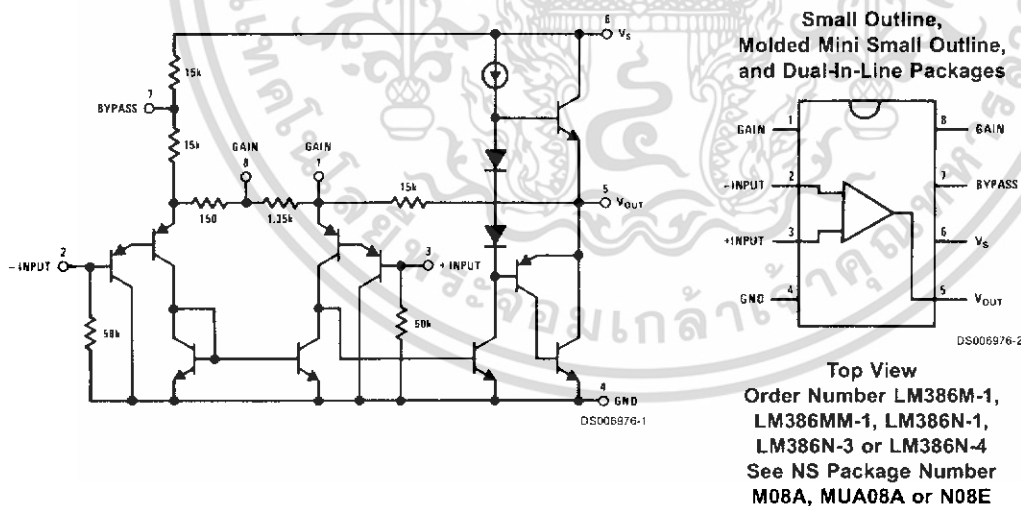 6
Vs
15k
7
BYPASS
15k
GAIN
8
GAIN
1
15k
5
VOUT
150
1.35k
2
-INPUT
3
+INPUT
50k
50k
4
GND
DS006976-1
Small Outline,
Molded Mini Small Outline,
and Dual-In-Line Packages
GAIN 1
8 GAIN
-INPUT 2
7 BYPASS
+INPUT 3
6 Vs
GND 4
5 VOUT
DS006976-2
Top View
Order Number LM386M-1,
LM386MM-1, LM386N-1,
LM386N-3 or LM386N-4
See NS Package Number
M08A, MUA08A or N08E